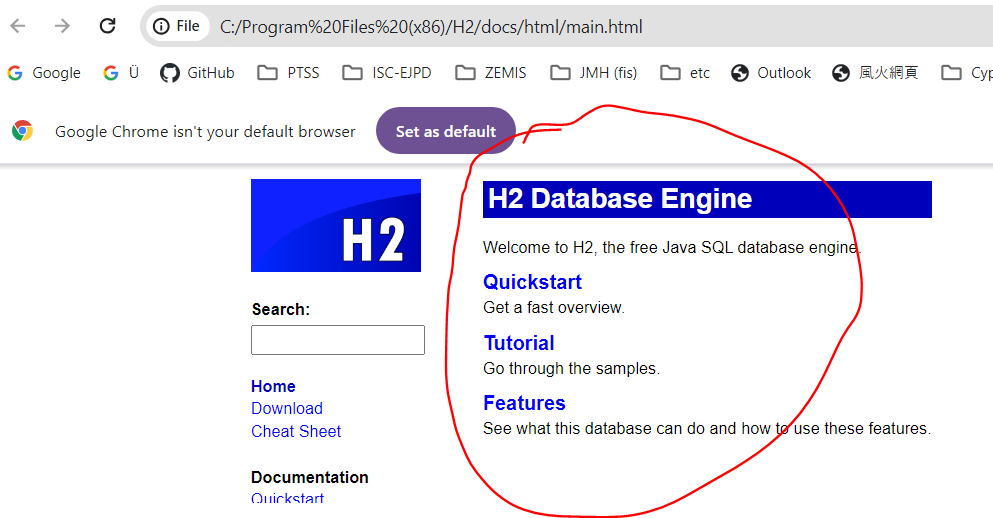 File C:/Program%20Files%20(x86)/H2/docs/html/main.html
Google Ü GitHub PTSS ISC-EJPD ZEMIS JMH (fis) etc Outlook 風火網頁 Cyp
Google Chrome isn't your default browser Set as default
H2
Search:
Home
Download
Cheat Sheet
Documentation
Quickstart
H2 Database Engine
Welcome to H2, the free Java SQL database engine.
Quickstart
Get a fast overview.
Tutorial
Go through the samples.
Features
See what this database can do and how to use these features.